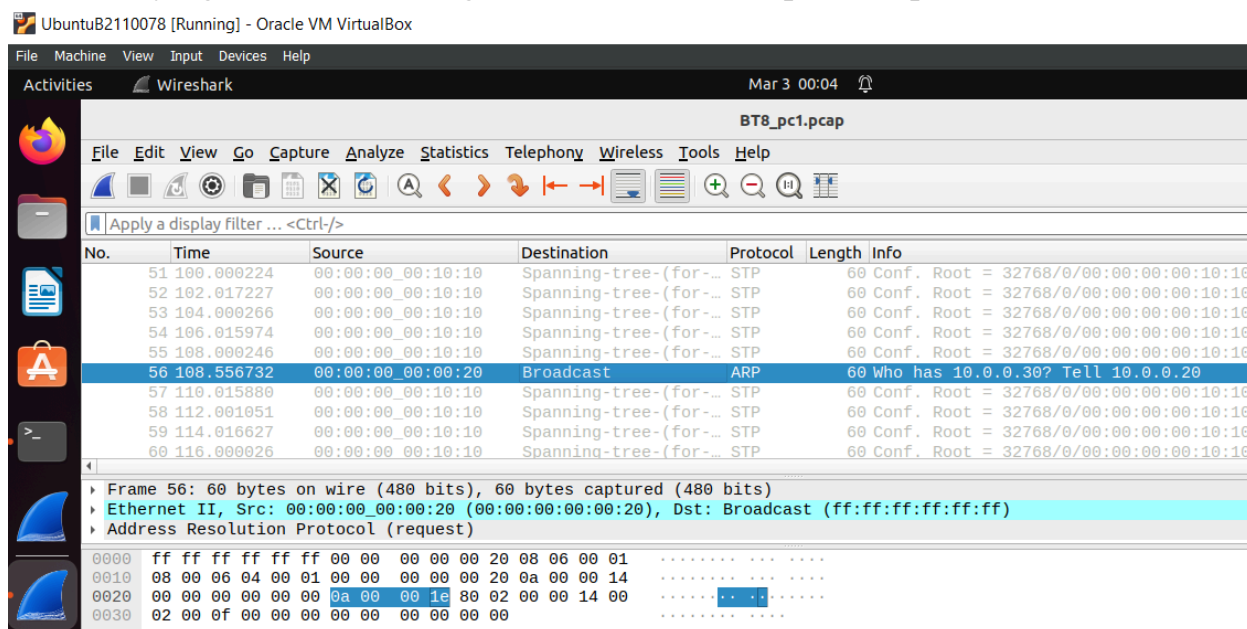 UbuntuB2110078 [Running] - Oracle VM VirtualBox
File Machine View Input Devices Help
Activities Wireshark Mar 3 00:04
BT8_pc1.pcap
File Edit View Go Capture Analyze Statistics Telephony Wireless Tools Help
Apply a display filter … <Ctrl-/>
No. Time Source Destination Protocol Length Info
51 100.000224 00:00:00_00:10:10 Spanning-tree-(for-… STP 60 Conf. Root = 32768/0/00:00:00:00:10:10
52 102.017227 00:00:00_00:10:10 Spanning-tree-(for-… STP 60 Conf. Root = 32768/0/00:00:00:00:10:10
53 104.000266 00:00:00_00:10:10 Spanning-tree-(for-… STP 60 Conf. Root = 32768/0/00:00:00:00:10:10
54 106.015974 00:00:00_00:10:10 Spanning-tree-(for-… STP 60 Conf. Root = 32768/0/00:00:00:00:10:10
55 108.000246 00:00:00_00:10:10 Spanning-tree-(for-… STP 60 Conf. Root = 32768/0/00:00:00:00:10:10
56 108.556732 00:00:00_00:00:20 Broadcast ARP 60 Who has 10.0.0.30? Tell 10.0.0.20
57 110.015880 00:00:00_00:10:10 Spanning-tree-(for-… STP 60 Conf. Root = 32768/0/00:00:00:00:10:10
58 112.001051 00:00:00_00:10:10 Spanning-tree-(for-… STP 60 Conf. Root = 32768/0/00:00:00:00:10:10
59 114.016627 00:00:00_00:10:10 Spanning-tree-(for-… STP 60 Conf. Root = 32768/0/00:00:00:00:10:10
60 116.000026 00:00:00_00:10:10 Spanning-tree-(for-… STP 60 Conf. Root = 32768/0/00:00:00:00:10:10
Frame 56: 60 bytes on wire (480 bits), 60 bytes captured (480 bits)
Ethernet II, Src: 00:00:00_00:00:20 (00:00:00:00:00:20), Dst: Broadcast (ff:ff:ff:ff:ff:ff)
Address Resolution Protocol (request)
0000 ff ff ff ff ff ff 00 00 00 00 00 20 08 06 00 01 ········ ··· ····
0010 08 00 06 04 00 01 00 00 00 00 00 20 0a 00 00 14 ········ ··· ····
0020 00 00 00 00 00 00 0a 00 00 1e 80 02 00 00 14 00 ········ ········
0030 02 00 0f 00 00 00 00 00 00 00 00 00 ········ ····